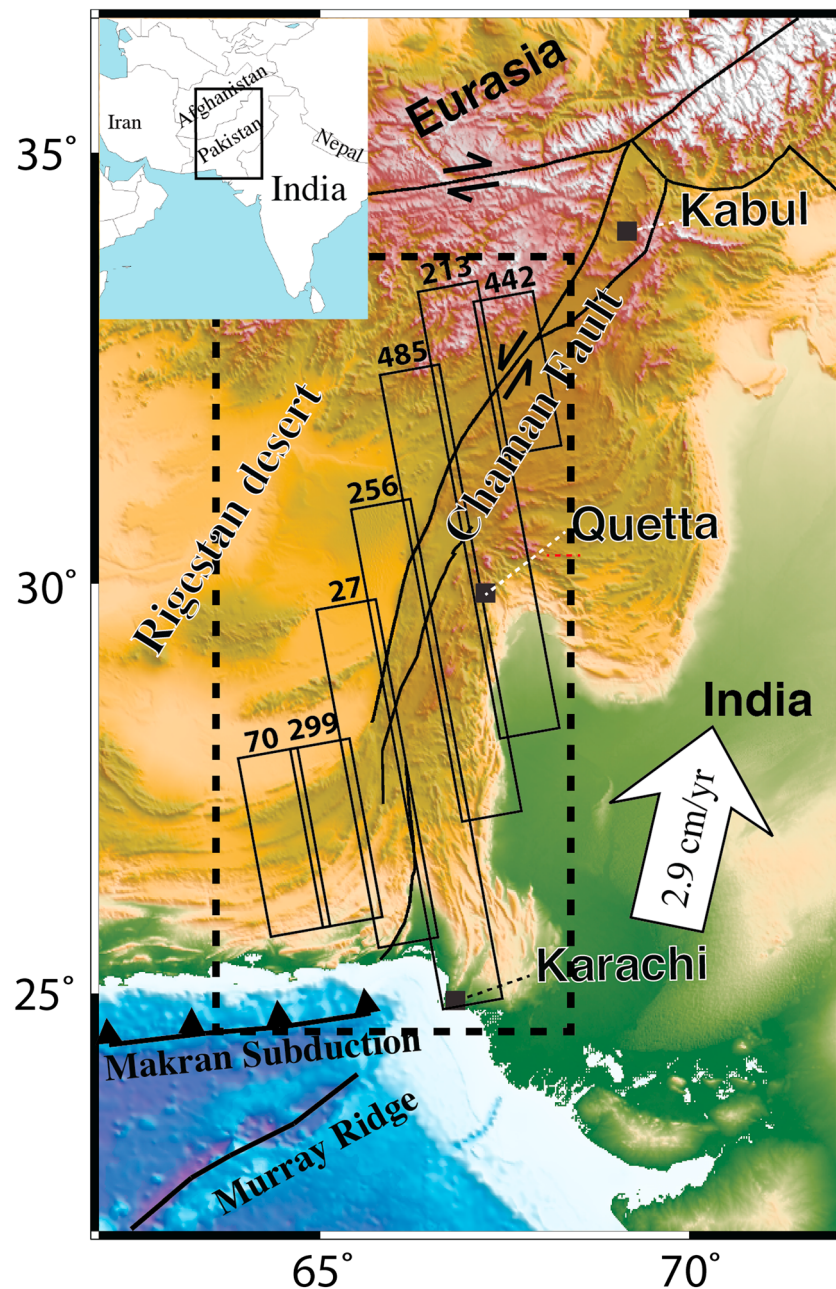 Afghanistan
Iran
Pakistan
Nepal
India
Eurasia
35°
Kabul
213
442
485
Chaman Fault
Rigestan desert
256
Quetta
30°
27
India
70
299
2.9 cm/yr
Karachi
25°
Makran Subduction
Murray Ridge
65°
70°